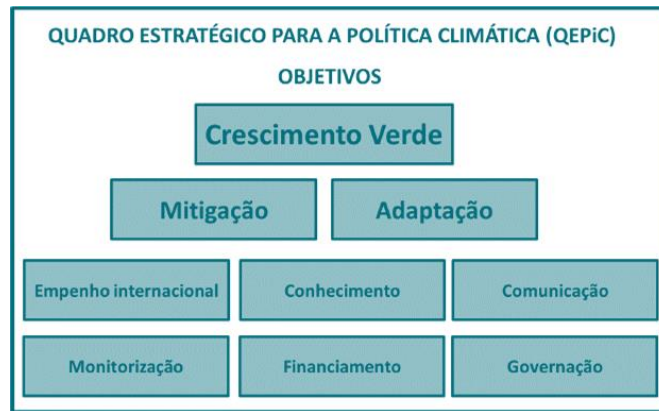 QUADRO ESTRATÉGICO PARA A POLÍTICA CLIMÁTICA (QEPiC)
OBJETIVOS
Crescimento Verde
Mitigação
Adaptação
Empenho internacional
Conhecimento
Comunicação
Monitorização
Financiamento
Governação